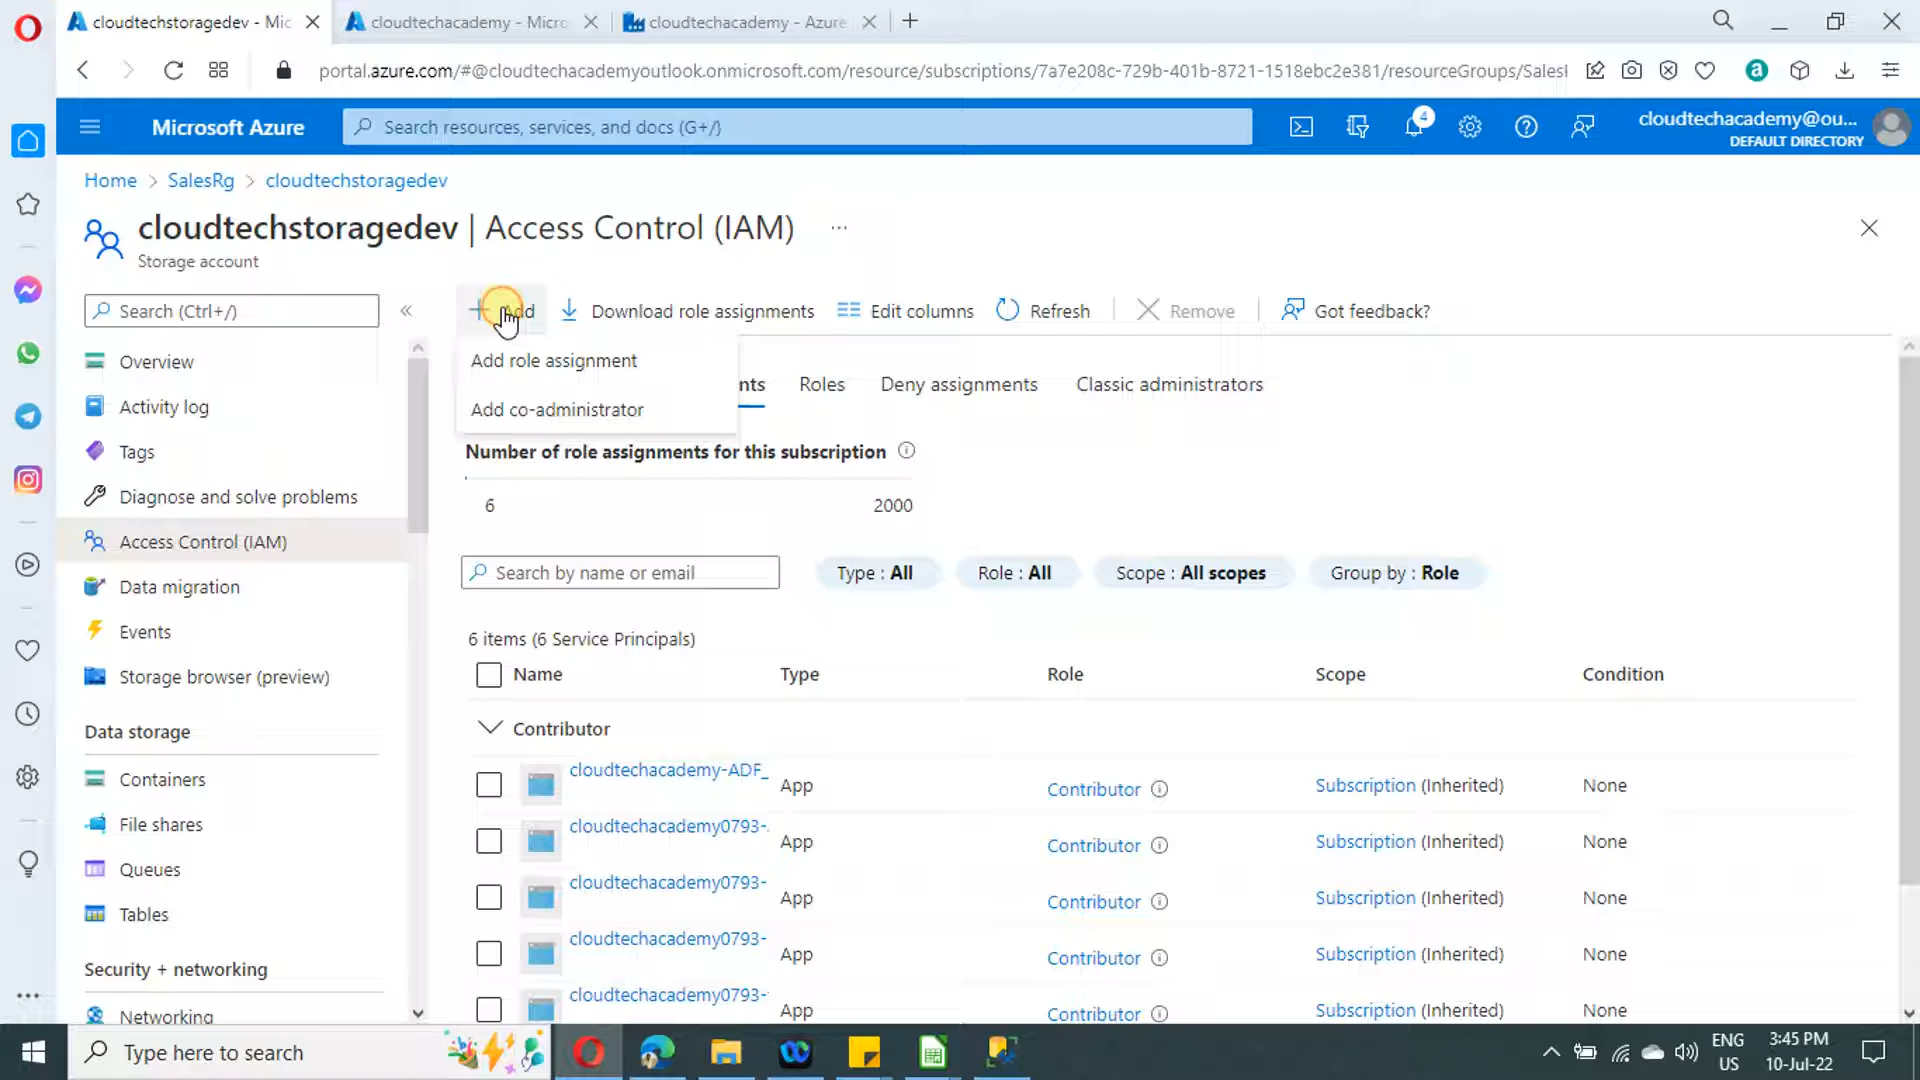 cloudtechstoragedev - Mic
cloudtechacademy - Micro
cloudtechacademy - Azure
portal.azure.com/#@cloudtechacademyoutlook.onmicrosoft.com/resource/subscriptions/7a7e208c-729b-401b-8721-1518ebc2e381/resourceGroups/SalesI
Microsoft Azure
Search resources, services, and docs (G+/)
4
cloudtechacademy@ou...
DEFAULT DIRECTORY
Home > SalesRg > cloudtechstoragedev
cloudtechstoragedev | Access Control (IAM) ...
Storage account
Search (Ctrl+/)
«
Add
Download role assignments
Edit columns
Refresh
Remove
Got feedback?
Add role assignment
Add co-administrator
nts
Roles
Deny assignments
Classic administrators
Overview
Activity log
Tags
Diagnose and solve problems
Access Control (IAM)
Data migration
Events
Storage browser (preview)
Data storage
Containers
File shares
Queues
Tables
Security + networking
Networking
Number of role assignments for this subscription
6
2000
Search by name or email
Type : All
Role : All
Scope : All scopes
Group by : Role
6 items (6 Service Principals)
Name Type Role Scope Condition
Contributor
cloudtechacademy-ADF_ App Contributor Subscription (Inherited) None
cloudtechacademy0793- App Contributor Subscription (Inherited) None
cloudtechacademy0793- App Contributor Subscription (Inherited) None
cloudtechacademy0793- App Contributor Subscription (Inherited) None
cloudtechacademy0793- App Contributor Subscription (Inherited) None
Type here to search
ENG
US
3:45 PM
10-Jul-22